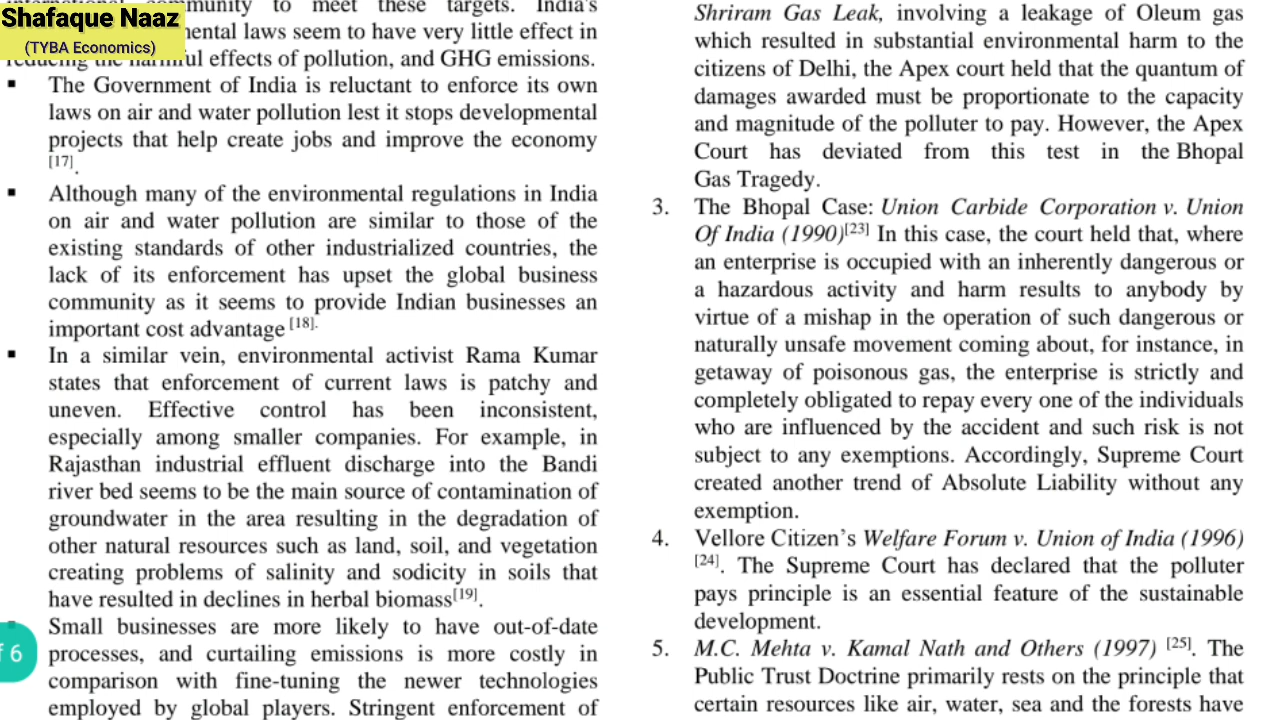 Shafaque Naaz
(TYBA Economics)
munity to meet these targets. India's
ental laws seem to have very little effect in
ul effects of pollution, and GHG emissions.
▪ The Government of India is reluctant to enforce its own
laws on air and water pollution lest it stops developmental
projects that help create jobs and improve the economy
[17].
▪ Although many of the environmental regulations in India
on air and water pollution are similar to those of the
existing standards of other industrialized countries, the
lack of its enforcement has upset the global business
community as it seems to provide Indian businesses an
important cost advantage [18].
▪ In a similar vein, environmental activist Rama Kumar
states that enforcement of current laws is patchy and
uneven. Effective control has been inconsistent,
especially among smaller companies. For example, in
Rajasthan industrial effluent discharge into the Bandi
river bed seems to be the main source of contamination of
groundwater in the area resulting in the degradation of
other natural resources such as land, soil, and vegetation
creating problems of salinity and sodicity in soils that
have resulted in declines in herbal biomass[19].
Small businesses are more likely to have out-of-date
processes, and curtailing emissions is more costly in
comparison with fine-tuning the newer technologies
employed by global players. Stringent enforcement of
f 6
Shriram Gas Leak, involving a leakage of Oleum gas
which resulted in substantial environmental harm to the
citizens of Delhi, the Apex court held that the quantum of
damages awarded must be proportionate to the capacity
and magnitude of the polluter to pay. However, the Apex
Court has deviated from this test in the Bhopal
Gas Tragedy.
3. The Bhopal Case: Union Carbide Corporation v. Union
Of India (1990)[23] In this case, the court held that, where
an enterprise is occupied with an inherently dangerous or
a hazardous activity and harm results to anybody by
virtue of a mishap in the operation of such dangerous or
naturally unsafe movement coming about, for instance, in
getaway of poisonous gas, the enterprise is strictly and
completely obligated to repay every one of the individuals
who are influenced by the accident and such risk is not
subject to any exemptions. Accordingly, Supreme Court
created another trend of Absolute Liability without any
exemption.
4. Vellore Citizen's Welfare Forum v. Union of India (1996)
[24]. The Supreme Court has declared that the polluter
pays principle is an essential feature of the sustainable
development.
5. M.C. Mehta v. Kamal Nath and Others (1997) [25]. The
Public Trust Doctrine primarily rests on the principle that
certain resources like air, water, sea and the forests have